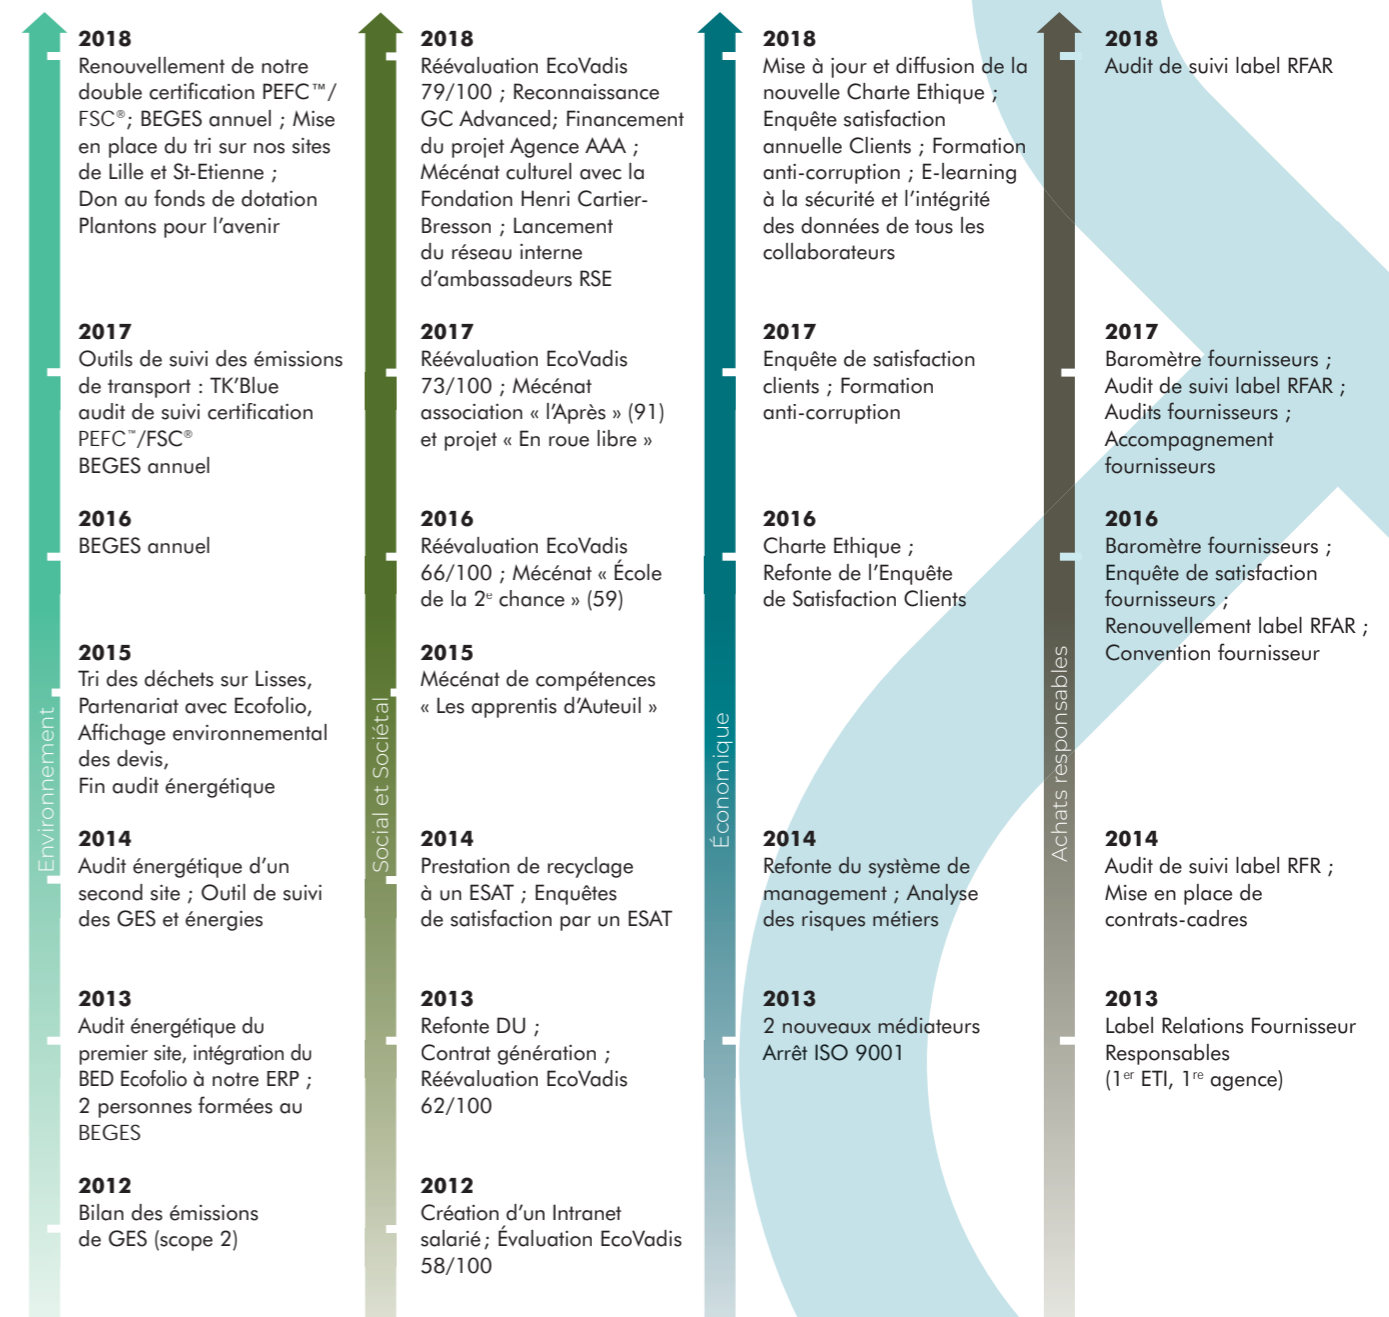 Environnement
2018
Renouvellement de notre
double certification PEFC™/
FSC®; BEGES annuel ; Mise
en place du tri sur nos sites
de Lille et St-Etienne ;
Don au fonds de dotation
Plantons pour l’avenir
2017
Outils de suivi des émissions
de transport : TK’Blue
audit de suivi certification
PEFC™/FSC®
BEGES annuel
2016
BEGES annuel
2015
Tri des déchets sur Lisses,
Partenariat avec Ecofolio,
Affichage environnemental
des devis,
Fin audit énergétique
2014
Audit énergétique d’un
second site ; Outil de suivi
des GES et énergies
2013
Audit énergétique du
premier site, intégration du
BED Ecofolio à notre ERP ;
2 personnes formées au
BEGES
2012
Bilan des émissions
de GES (scope 2)
Social et Sociétal
2018
Réévaluation EcoVadis
79/100 ; Reconnaissance
GC Advanced; Financement
du projet Agence AAA ;
Mécénat culturel avec la
Fondation Henri Cartier-
Bresson ; Lancement
du réseau interne
d’ambassadeurs RSE
2017
Réévaluation EcoVadis
73/100 ; Mécénat
association « l’Après » (91)
et projet « En roue libre »
2016
Réévaluation EcoVadis
66/100 ; Mécénat « École
de la 2e chance » (59)
2015
Mécénat de compétences
« Les apprentis d’Auteuil »
2014
Prestation de recyclage
à un ESAT ; Enquêtes
de satisfaction par un ESAT
2013
Refonte DU ;
Contrat génération ;
Réévaluation EcoVadis
62/100
2012
Création d’un Intranet
salarié ; Évaluation EcoVadis
58/100
Économique
2018
Mise à jour et diffusion de la
nouvelle Charte Ethique ;
Enquête satisfaction
annuelle Clients ; Formation
anti-corruption ; E-learning
à la sécurité et l’intégrité
des données de tous les
collaborateurs
2017
Enquête de satisfaction
clients ; Formation
anti-corruption
2016
Charte Ethique ;
Refonte de l’Enquête
de Satisfaction Clients
2014
Refonte du système de
management ; Analyse
des risques métiers
2013
2 nouveaux médiateurs
Arrêt ISO 9001
Achats responsables
2018
Audit de suivi label RFAR
2017
Baromètre fournisseurs ;
Audit de suivi label RFAR ;
Audits fournisseurs ;
Accompagnement
fournisseurs
2016
Baromètre fournisseurs ;
Enquête de satisfaction
fournisseurs ;
Renouvellement label RFAR ;
Convention fournisseur
2014
Audit de suivi label RFR ;
Mise en place de
contrats-cadres
2013
Label Relations Fournisseur
Responsables
(1er ETI, 1re agence)